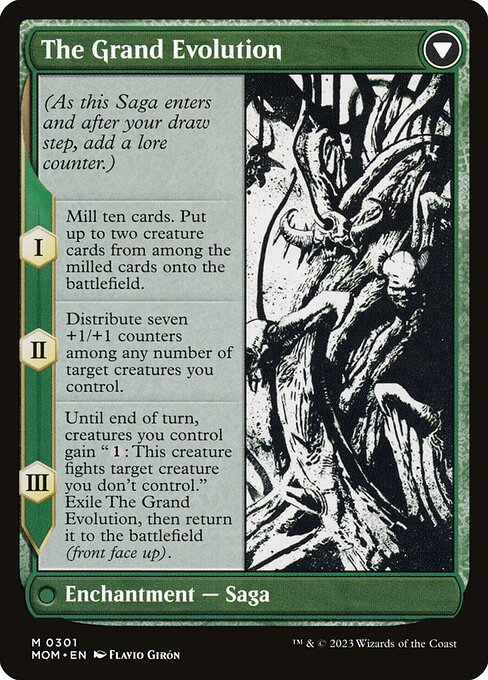 The Grand Evolution
(As this Saga enters
and after your draw
step, add a lore
counter.)
I
Mill ten cards. Put
up to two creature
cards from among the
milled cards onto the
battlefield.
II
Distribute seven
+1/+1 counters
among any number of
target creatures you
control.
III
Until end of turn,
creatures you control
gain “1: This creature
fights target creature
you don't control.”
Exile The Grand
Evolution, then return
it to the battlefield
(front face up).
Enchantment — Saga
M 0301
MOM • EN Flavio Girón
™ & © 2023 Wizards of the Coast